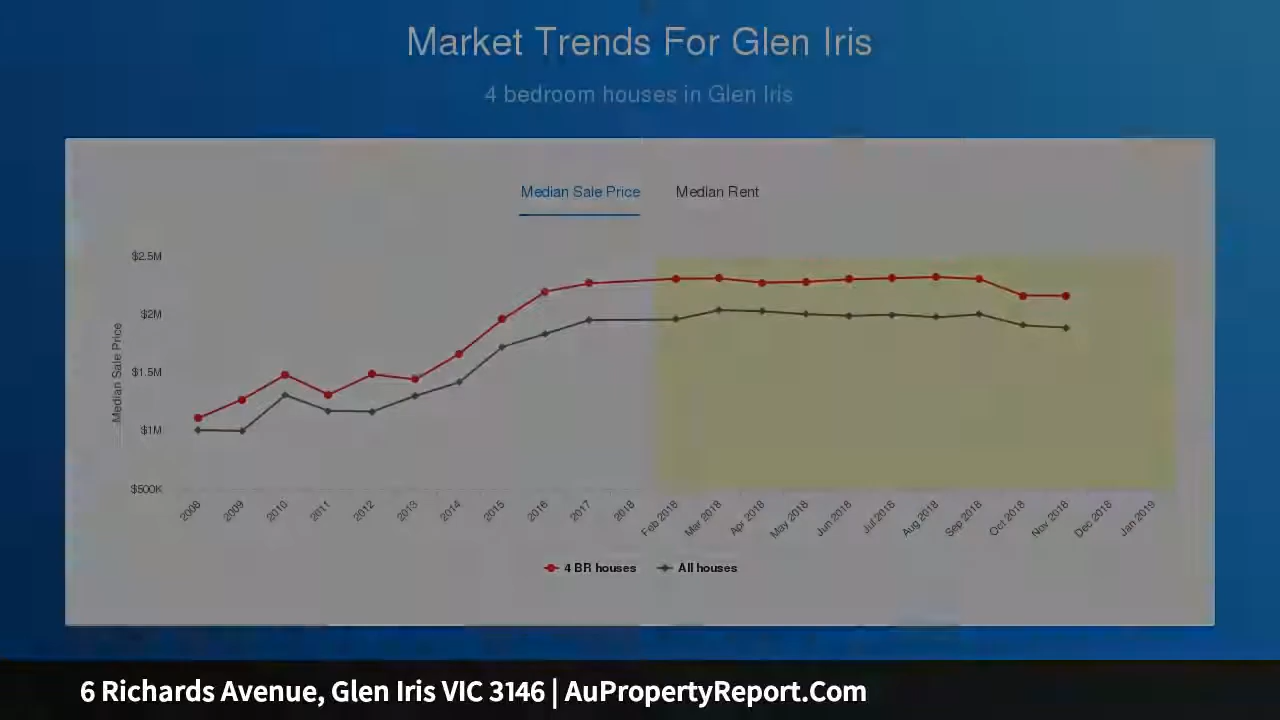 Market Trends For Glen Iris
4 bedroom houses in Glen Iris
Median Sale Price Median Rent
Median Sale Price
$2.5M
$2M
$1.5M
$1M
$500K
2008 2009 2010 2011 2012 2013 2014 2015 2016 2017 2018 Feb 2018 Mar 2018 Apr 2018 May 2018 Jun 2018 Jul 2018 Aug 2018 Sep 2018 Oct 2018 Nov 2018 Dec 2018 Jan 2019
4 BR houses All houses
6 Richards Avenue, Glen Iris VIC 3146 | AuPropertyReport.Com